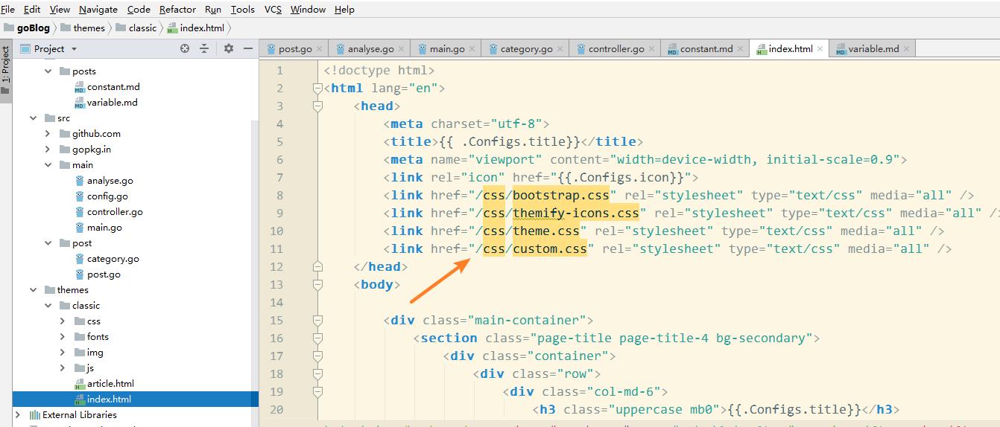 File Edit View Navigate Code Refactor Run Tools VCS Window Help
goBlog themes classic index.html
1: Project
Project
post.go analyse.go main.go category.go controller.go constant.md index.html variable.md
posts
constant.md
variable.md
src
github.com
gopkg.in
main
analyse.go
config.go
controller.go
main.go
post
category.go
post.go
themes
classic
css
fonts
img
js
article.html
index.html
External Libraries
1 <!doctype html>
2 <html lang="en">
3 <head>
4 <meta charset="utf-8">
5 <title>{{ .Configs.title}}</title>
6 <meta name="viewport" content="width=device-width, initial-scale=0.9">
7 <link rel="icon" href="{{.Configs.icon}}">
8 <link href="/css/bootstrap.css" rel="stylesheet" type="text/css" media="all" />
9 <link href="/css/themify-icons.css" rel="stylesheet" type="text/css" media="all" />
10 <link href="/css/theme.css" rel="stylesheet" type="text/css" media="all" />
11 <link href="/css/custom.css" rel="stylesheet" type="text/css" media="all" />
12 </head>
13 <body>
14
15 <div class="main-container">
16 <section class="page-title page-title-4 bg-secondary">
17 <div class="container">
18 <div class="row">
19 <div class="col-md-6">
20 <h3 class="uppercase mb0">{{.Configs.title}}</h3>